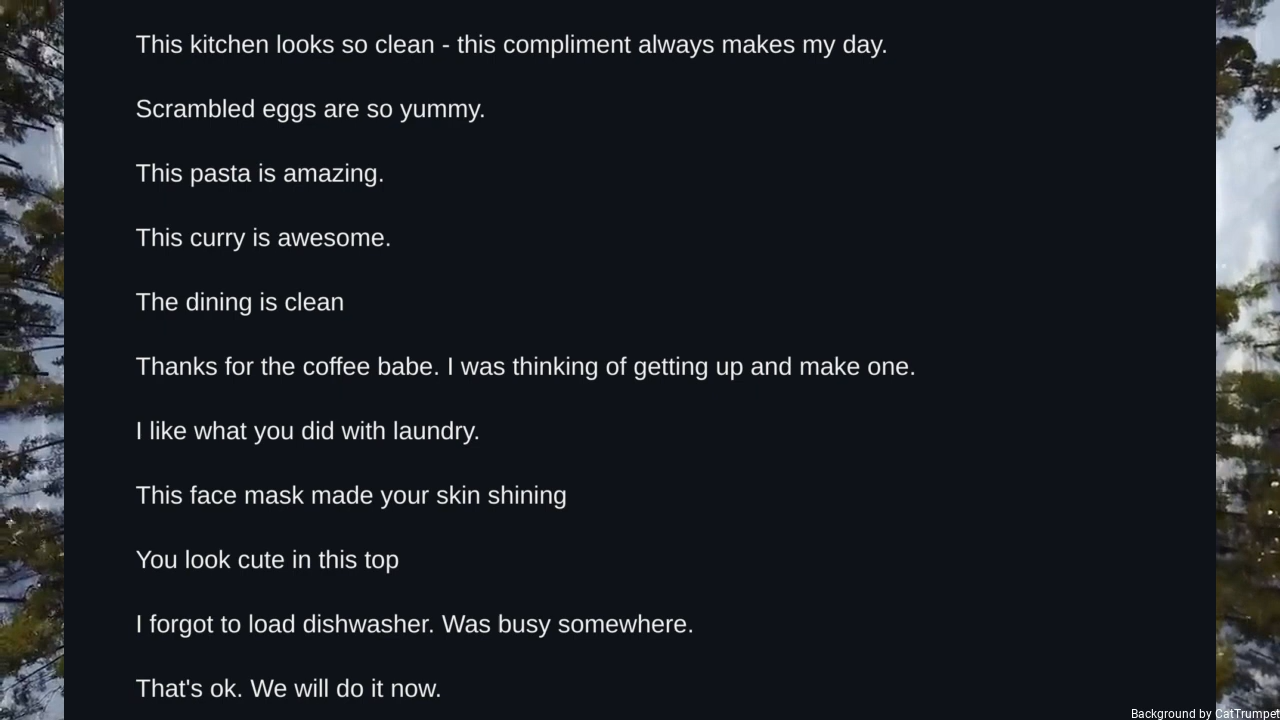 This kitchen looks so clean - this compliment always makes my day.
Scrambled eggs are so yummy.
This pasta is amazing.
This curry is awesome.
The dining is clean
Thanks for the coffee babe. I was thinking of getting up and make one.
I like what you did with laundry.
This face mask made your skin shining
You look cute in this top
I forgot to load dishwasher. Was busy somewhere.
That's ok. We will do it now.
Background by CatTrumpet